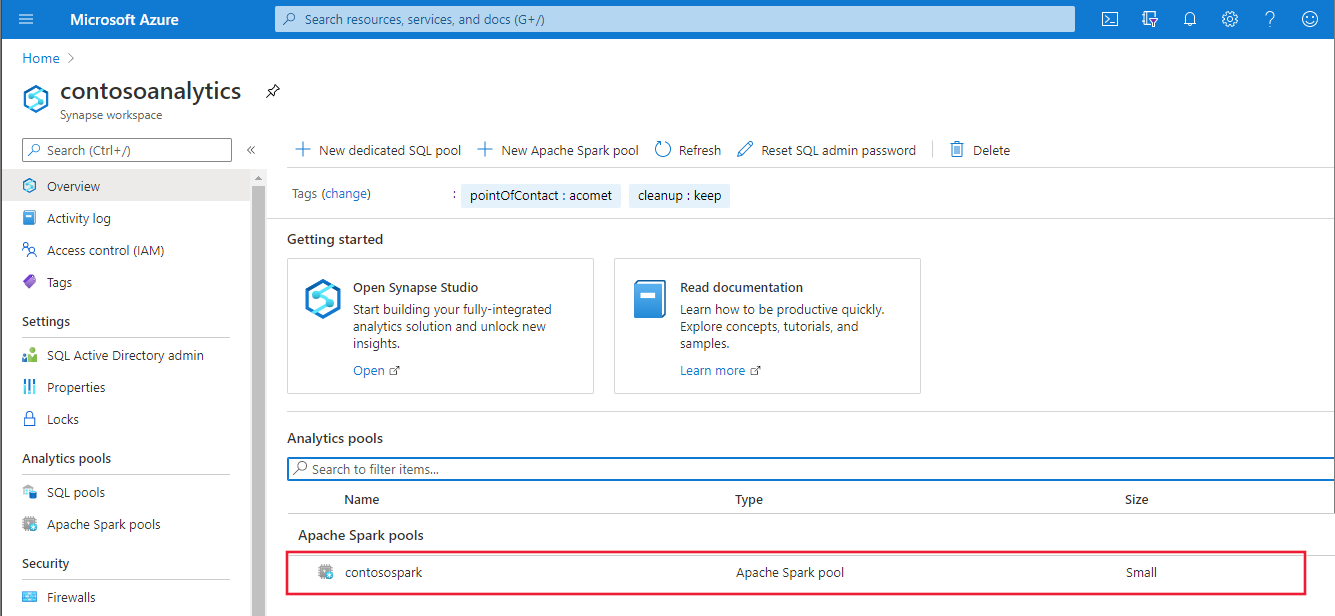 Microsoft Azure
Search resources, services, and docs (G+/)
Home
contosoanalytics
Synapse workspace
Search (Ctrl+/)
«
Overview
Activity log
Access control (IAM)
Tags
Settings
SQL Active Directory admin
Properties
Locks
Analytics pools
SQL pools
Apache Spark pools
Security
Firewalls
New dedicated SQL pool New Apache Spark pool Refresh Reset SQL admin password Delete
Tags (change) : pointOfContact : acomet cleanup : keep
Getting started
Open Synapse Studio
Start building your fully-integrated
analytics solution and unlock new
insights.
Open
Read documentation
Learn how to be productive quickly.
Explore concepts, tutorials, and
samples.
Learn more
Analytics pools
Search to filter items...
Name Type Size
Apache Spark pools
contosospark Apache Spark pool Small